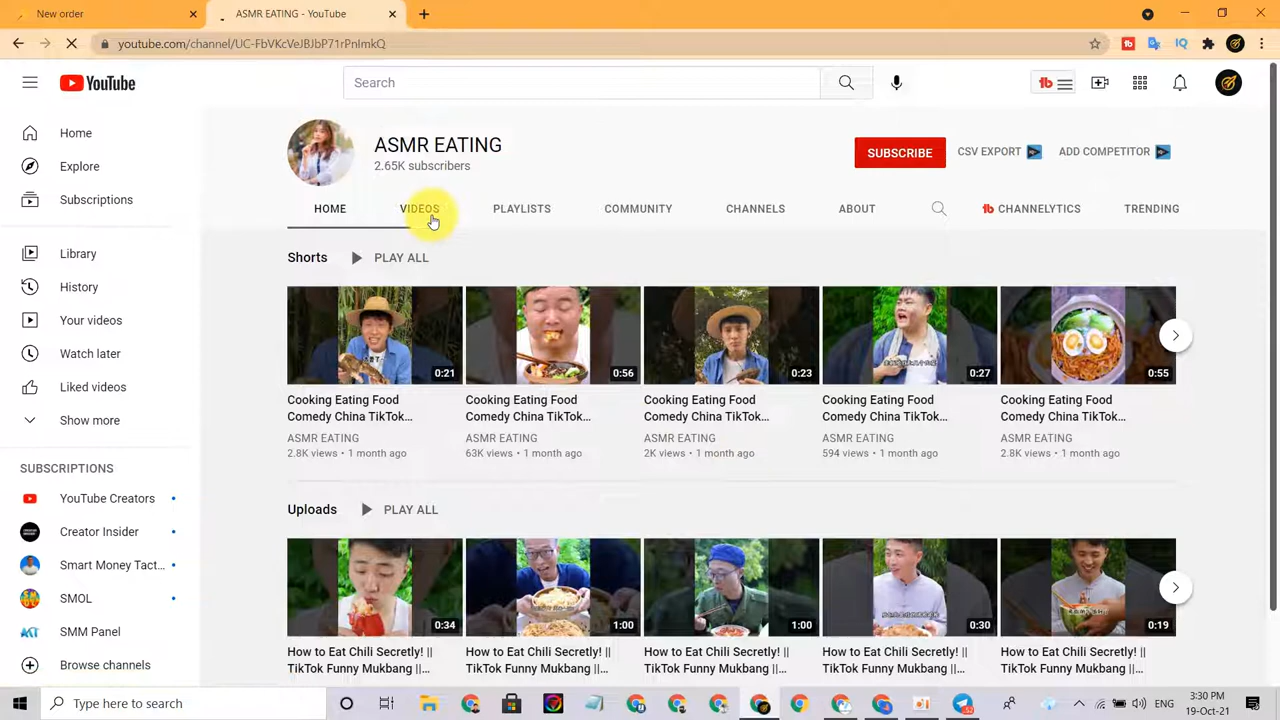 New order
ASMR EATING - YouTube
youtube.com/channel/UC-FbVKcVeJBJbP71rPnImKQ
YouTube
Search
Home
Explore
Subscriptions
Library
History
Your videos
Watch later
Liked videos
Show more
SUBSCRIPTIONS
YouTube Creators
Creator Insider
Smart Money Tact...
SMOL
SMM Panel
Browse channels
ASMR EATING
2.65K subscribers
SUBSCRIBE
CSV EXPORT
ADD COMPETITOR
HOME VIDEOS PLAYLISTS COMMUNITY CHANNELS ABOUT CHANNELYTICS TRENDING
Shorts PLAY ALL
0:21 0:56 0:23 0:27 0:55
Cooking Eating Food Cooking Eating Food Cooking Eating Food Cooking Eating Food Cooking Eating Food
Comedy China TikTok... Comedy China TikTok... Comedy China TikTok... Comedy China TikTok... Comedy China TikTok...
ASMR EATING ASMR EATING ASMR EATING ASMR EATING ASMR EATING
2.8K views • 1 month ago 63K views • 1 month ago 2K views • 1 month ago 594 views • 1 month ago 2.8K views • 1 month ago
Uploads PLAY ALL
0:34 1:00 1:00 0:30 0:19
How to Eat Chili Secretly! || How to Eat Chili Secretly! || How to Eat Chili Secretly! || How to Eat Chili Secretly! || How to Eat Chili Secretly! ||
TikTok Funny Mukbang ||... TikTok Funny Mukbang ||... TikTok Funny Mukbang ||... TikTok Funny Mukbang ||... TikTok Funny Mukbang ||...
Type here to search
ENG
3:30 PM
19-Oct-21